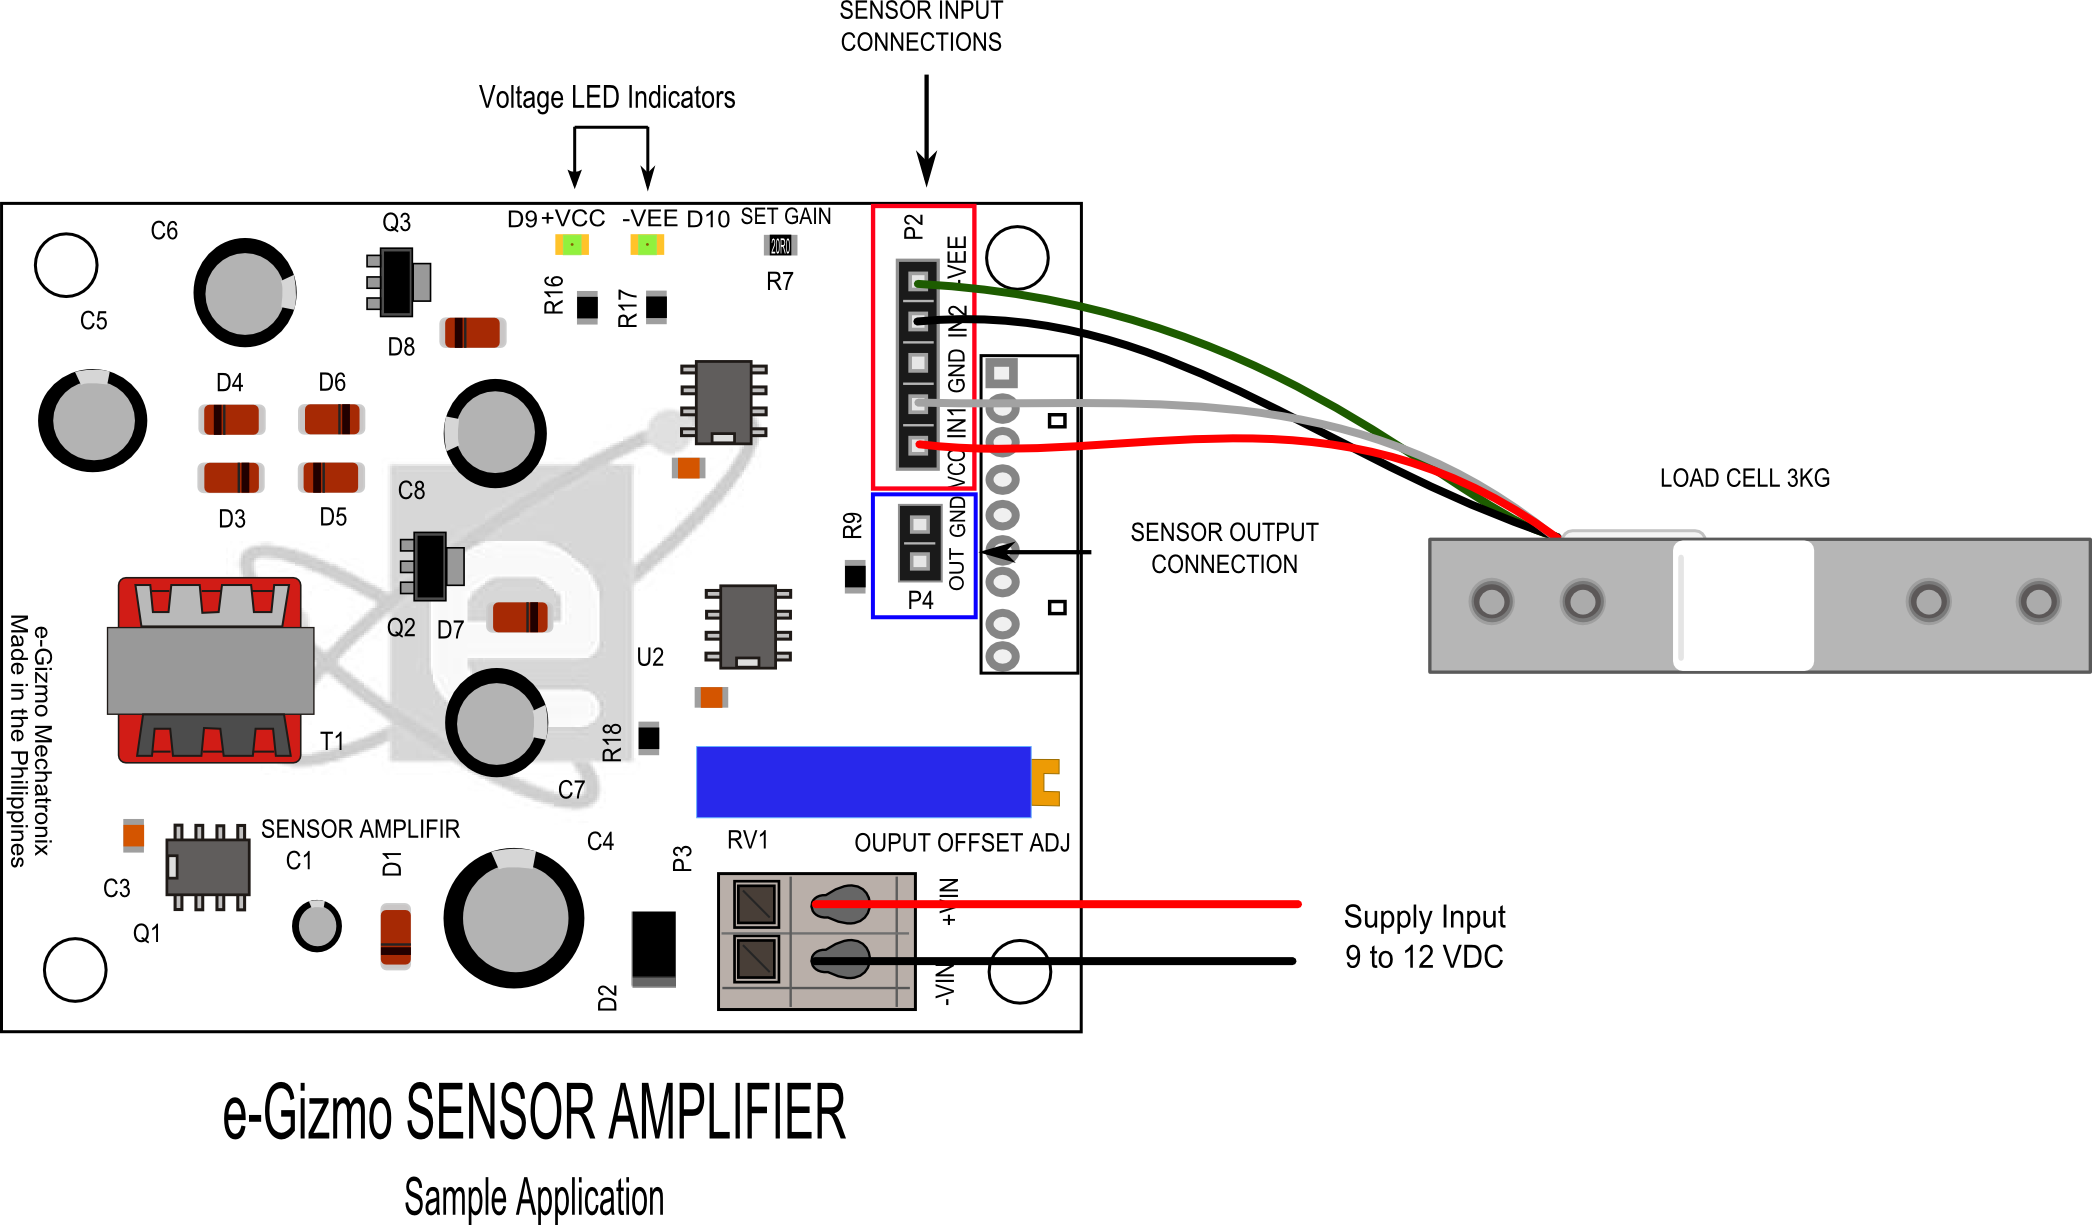 SENSOR INPUT
CONNECTIONS
Voltage LED Indicators
C6
Q3
D9
+VCC
-VEE
D10
SET GAIN
20R0
R7
P2
-VEE
IN2
GND
IN1
VCC
C5
D8
R16
R17
D4
D6
D3
D5
C8
LOAD CELL 3KG
R9
GND
OUT
P4
SENSOR OUTPUT
CONNECTION
Q2
D7
U2
e-Gizmo Mechatronix
Made in the Philippines
T1
R18
C7
SENSOR AMPLIFIR
C1
D1
C4
P3
RV1
OUPUT OFFSET ADJ
C3
Q1
+VIN
-VIN
D2
Supply Input
9 to 12 VDC
e-Gizmo SENSOR AMPLIFIER
Sample Application